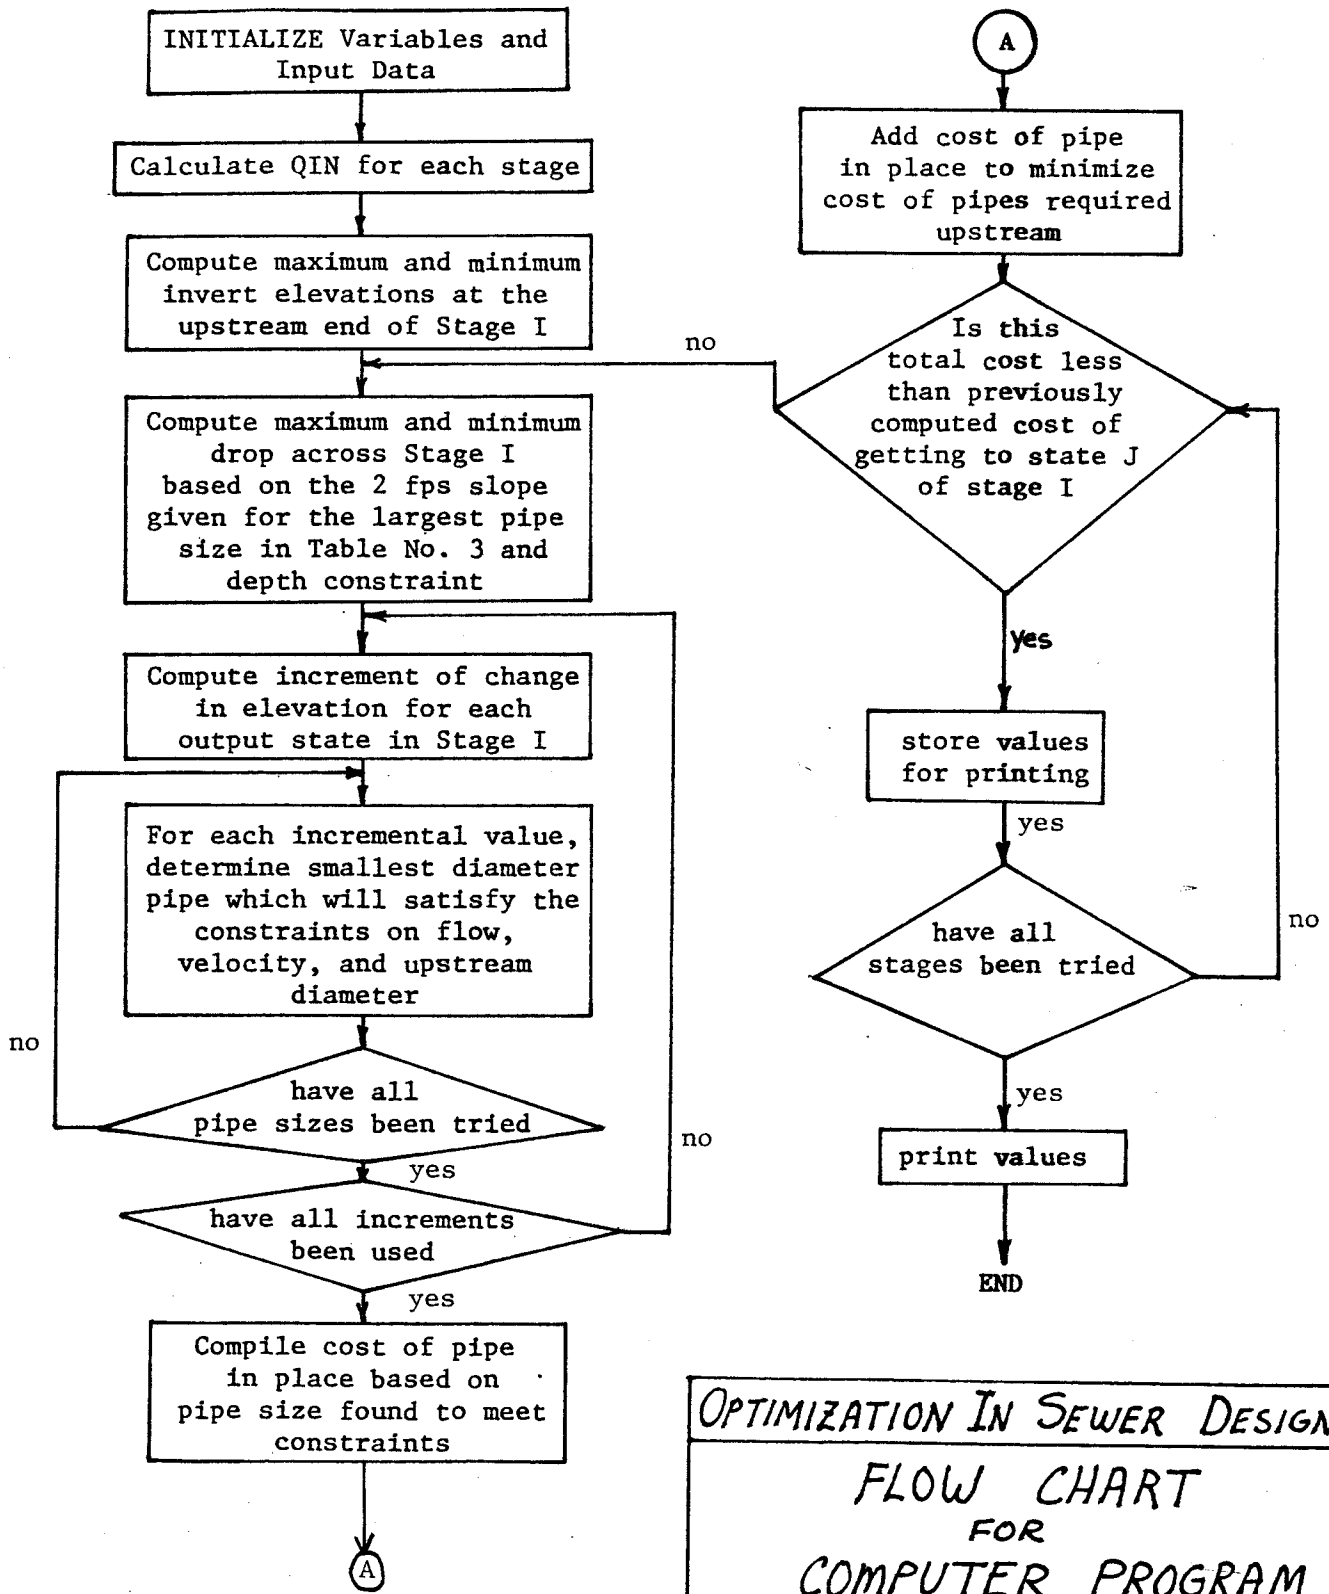 INITIALIZE Variables and
Input Data
Calculate QIN for each stage
Compute maximum and minimum
invert elevations at the
upstream end of Stage I
Compute maximum and minimum
drop across Stage I
based on the 2 fps slope
given for the largest pipe
size in Table No. 3 and
depth constraint
Compute increment of change
in elevation for each
output state in Stage I
For each incremental value,
determine smallest diameter
pipe which will satisfy the
constraints on flow,
velocity, and upstream
diameter
no
have all
pipe sizes been tried
yes
no
have all increments
been used
yes
Compile cost of pipe
in place based on
pipe size found to meet
constraints
A
A
Add cost of pipe
in place to minimize
cost of pipes required
upstream
no
Is this
total cost less
than previously
computed cost of
getting to state J
of stage I
yes
store values
for printing
yes
have all
stages been tried
no
yes
print values
END
OPTIMIZATION IN SEWER DESIGN
FLOW CHART
FOR
COMPUTER PROGRAM